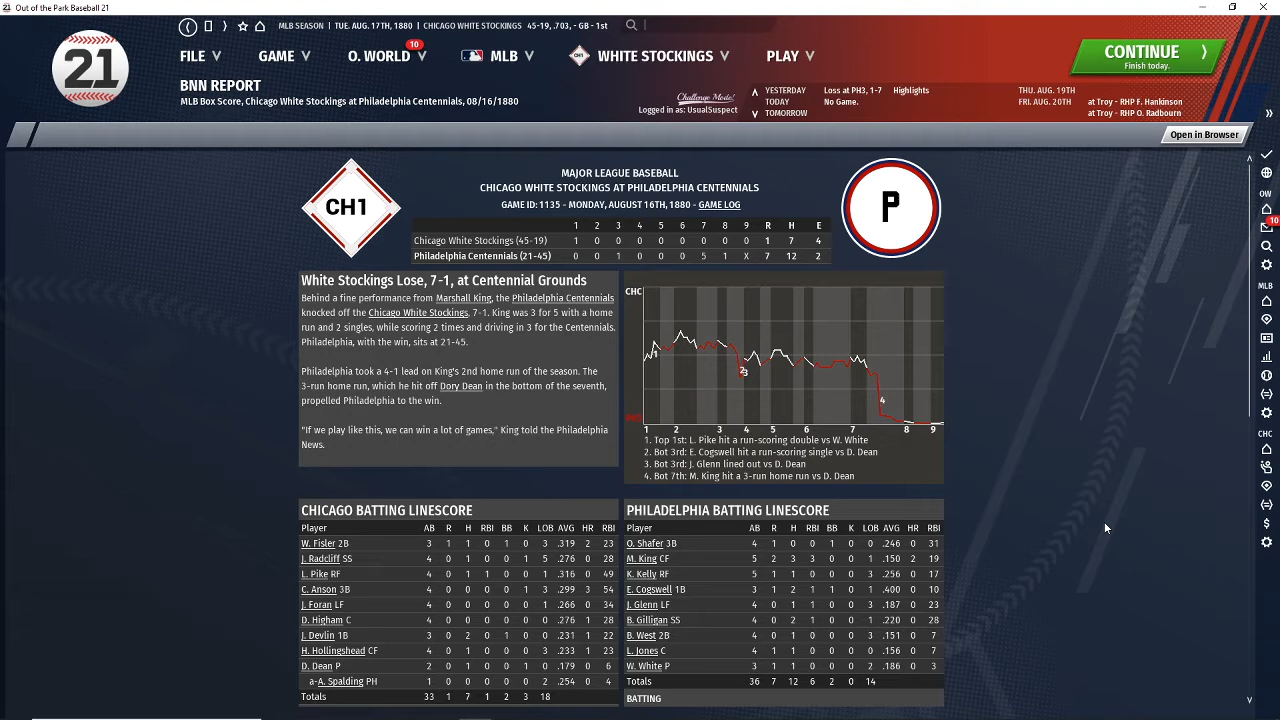 Out of the Park Baseball 21
MLB SEASON | TUE. AUG. 17TH, 1880 | CHICAGO WHITE STOCKINGS 45-19, .703, - GB - 1st
21
FILE GAME O. WORLD 10 MLB CH1 WHITE STOCKINGS PLAY
CONTINUE
Finish today.
BNN REPORT
MLB Box Score, Chicago White Stockings at Philadelphia Centennials, 08/16/1880
Challenge Mode!
Logged in as: UsualSuspect
YESTERDAY Loss at PH3, 1-7 Highlights
TODAY No Game.
TOMORROW
THU. AUG. 19TH
FRI. AUG. 20TH at Troy - RHP F. Hankinson
at Troy - RHP O. Radbourn
Open in Browser
CH1
MAJOR LEAGUE BASEBALL
CHICAGO WHITE STOCKINGS AT PHILADELPHIA CENTENNIALS
GAME ID: 1135 - MONDAY, AUGUST 16TH, 1880 - GAME LOG
P
1 2 3 4 5 6 7 8 9 R H E
Chicago White Stockings (45-19) 1 0 0 0 0 0 0 0 0 1 7 4
Philadelphia Centennials (21-45) 0 0 1 0 0 0 5 1 X 7 12 2
White Stockings Lose, 7-1, at Centennial Grounds
Behind a fine performance from Marshall King, the Philadelphia Centennials
knocked off the Chicago White Stockings, 7-1. King was 3 for 5 with a home
run and 2 singles, while scoring 2 times and driving in 3 for the Centennials.
Philadelphia, with the win, sits at 21-45.
Philadelphia took a 4-1 lead on King's 2nd home run of the season. The
3-run home run, which he hit off Dory Dean in the bottom of the seventh,
propelled Philadelphia to the win.
"If we play like this, we can win a lot of games," King told the Philadelphia
News.
CHC
1
2
3
4
1 2 3 4 5 6 7 8 9
1. Top 1st: L. Pike hit a run-scoring double vs W. White
2. Bot 3rd: E. Cogswell hit a run-scoring single vs D. Dean
3. Bot 3rd: J. Glenn lined out vs D. Dean
4. Bot 7th: M. King hit a 3-run home run vs D. Dean
CHICAGO BATTING LINESCORE
Player AB R H RBI BB K LOB AVG HR RBI
W. Fisler 2B 3 1 1 0 1 0 3 .319 2 23
J. Radcliff SS 4 0 1 0 0 1 5 .276 0 28
L. Pike RF 4 0 1 1 0 0 1 .316 0 49
C. Anson 3B 4 0 0 0 0 1 3 .299 3 54
J. Foran LF 4 0 0 0 0 0 1 .266 0 34
D. Higham C 4 0 0 0 0 0 0 .276 1 28
J. Devlin 1B 3 0 2 0 1 0 0 .231 1 22
H. Hollingshead CF 4 0 1 0 0 0 3 .233 1 23
D. Dean P 2 0 1 0 0 1 0 .179 0 6
a-A. Spalding PH 1 0 0 0 0 0 2 .254 0 4
Totals 33 1 7 1 2 3 18
PHILADELPHIA BATTING LINESCORE
Player AB R H RBI BB K LOB AVG HR RBI
O. Shafer 3B 4 1 0 0 1 0 0 .246 0 31
M. King CF 5 2 3 3 0 0 1 .150 2 19
K. Kelly RF 5 1 1 0 0 0 3 .256 0 17
E. Cogswell 1B 3 1 2 1 1 0 1 .400 0 10
J. Glenn LF 4 0 1 1 0 0 3 .187 0 23
B. Gilligan SS 4 0 2 1 0 0 1 .220 0 28
B. West 2B 4 0 1 0 0 0 3 .151 0 7
L. Jones C 4 1 1 0 0 0 0 .156 0 7
W. White P 3 1 1 0 0 0 2 .186 0 3
Totals 36 7 12 6 2 0 14
BATTING
OW
10
MLB
CHC